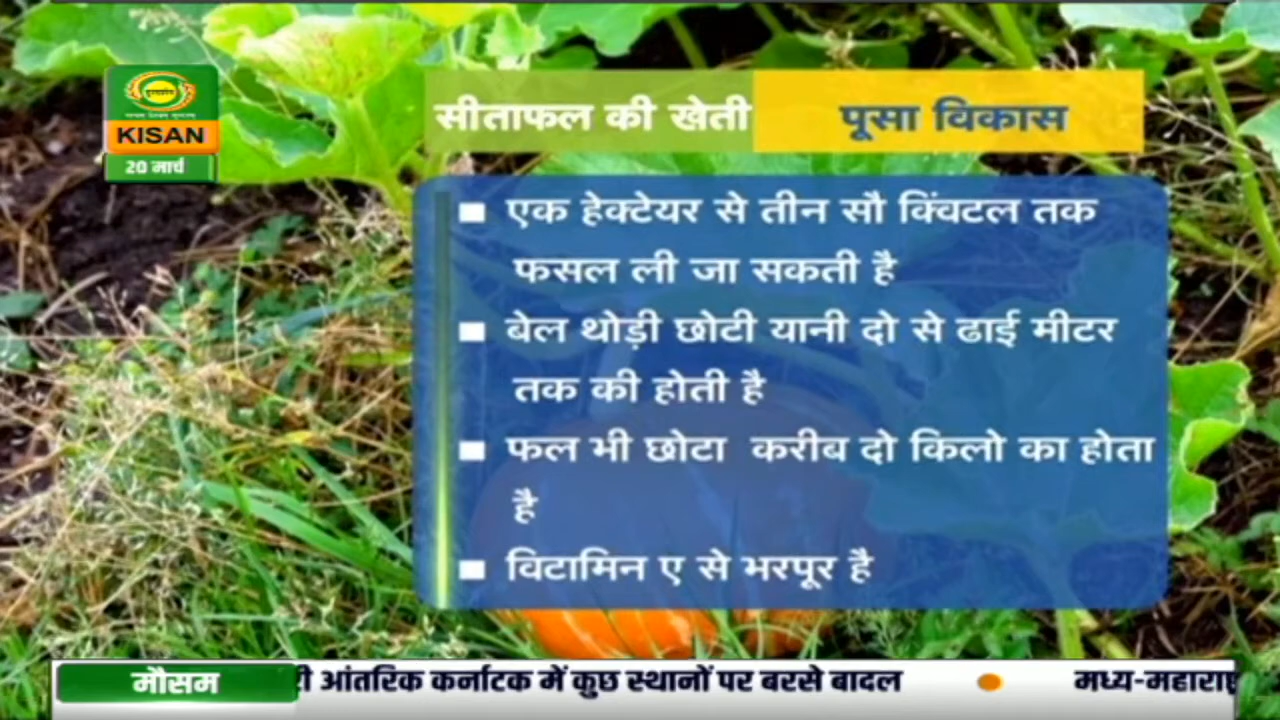 KISAN
20 मार्च
सीताफल की खेती
पूसा विकास
■ एक हेक्टेयर से तीन सौ क्विंटल तक
फसल ली जा सकती है
■ बेल थोड़ी छोटी यानी दो से ढाई मीटर
तक की होती है
■ फल भी छोटा करीब दो किलो का होता
है
■ विटामिन ए से भरपूर है
मौसम
आंतरिक कर्नाटक में कुछ स्थानों पर बरसे बादल